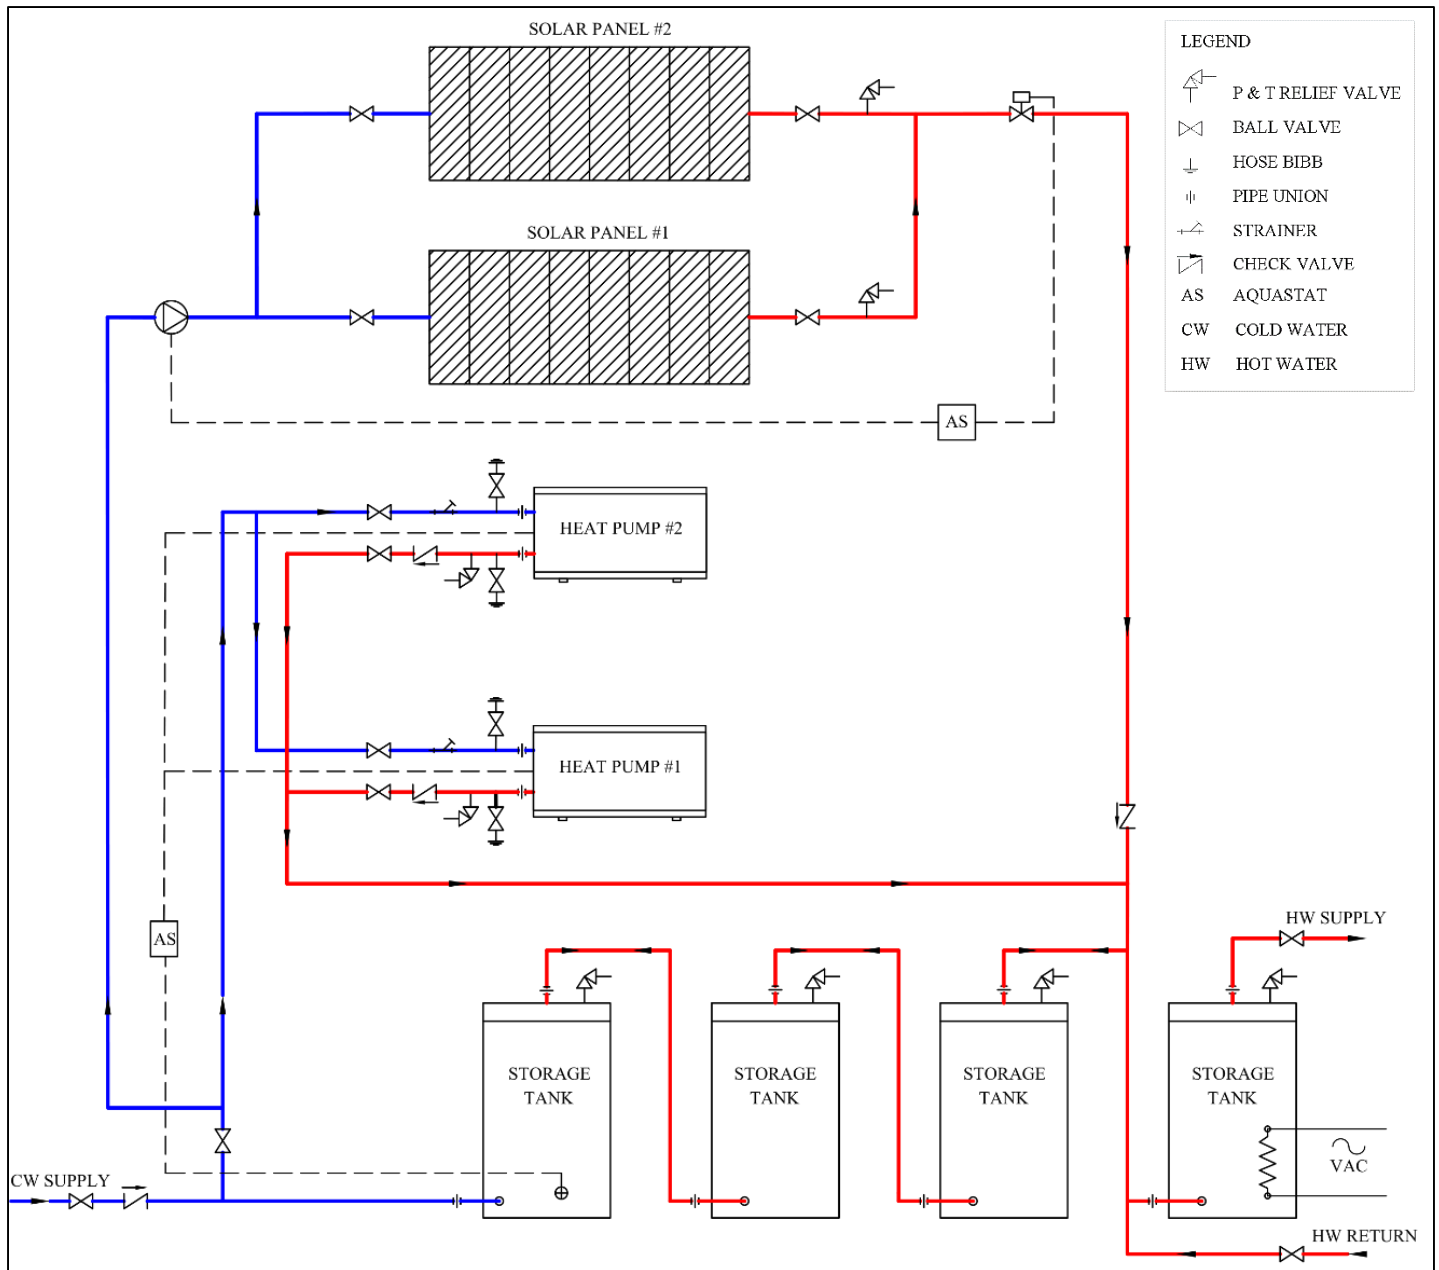 SOLAR PANEL #2
LEGEND
P & T RELIEF VALVE
BALL VALVE
HOSE BIBB
PIPE UNION
STRAINER
CHECK VALVE
AS AQUASTAT
CW COLD WATER
HW HOT WATER
SOLAR PANEL #1
AS
HEAT PUMP #2
HEAT PUMP #1
AS
HW SUPPLY
STORAGE
TANK
STORAGE
TANK
STORAGE
TANK
STORAGE
TANK
VAC
CW SUPPLY
HW RETURN